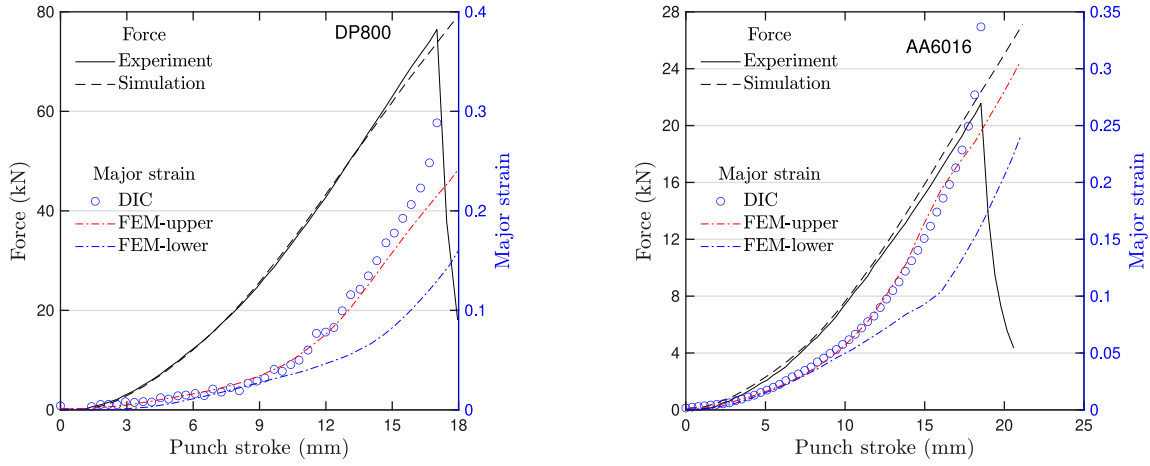 DP800
Force
Experiment
Simulation
Major strain
DIC
FEM-upper
FEM-lower
80
60
40
20
0
Force (kN)
0.4
0.3
0.2
0.1
0
Major strain
0 3 6 9 12 15 18
Punch stroke (mm)
AA6016
Force
Experiment
Simulation
Major strain
DIC
FEM-upper
FEM-lower
28
24
20
16
12
8
4
0
Force (kN)
0.35
0.3
0.25
0.2
0.15
0.1
0.05
0
Major strain
0 5 10 15 20 25
Punch stroke (mm)